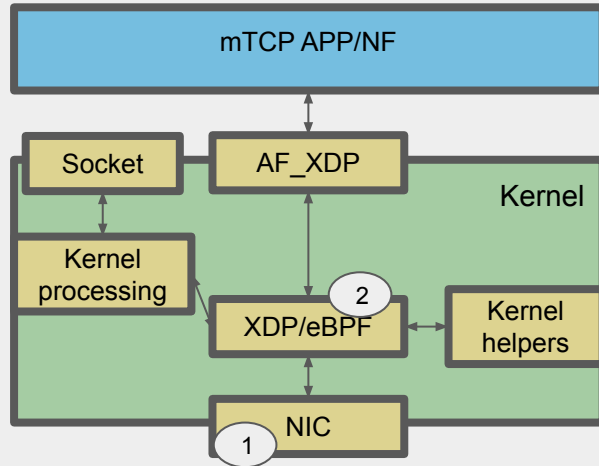 mTCP APP/NF
Socket
AF_XDP
Kernel
Kernel
processing
2
XDP/eBPF
Kernel
helpers
NIC
1